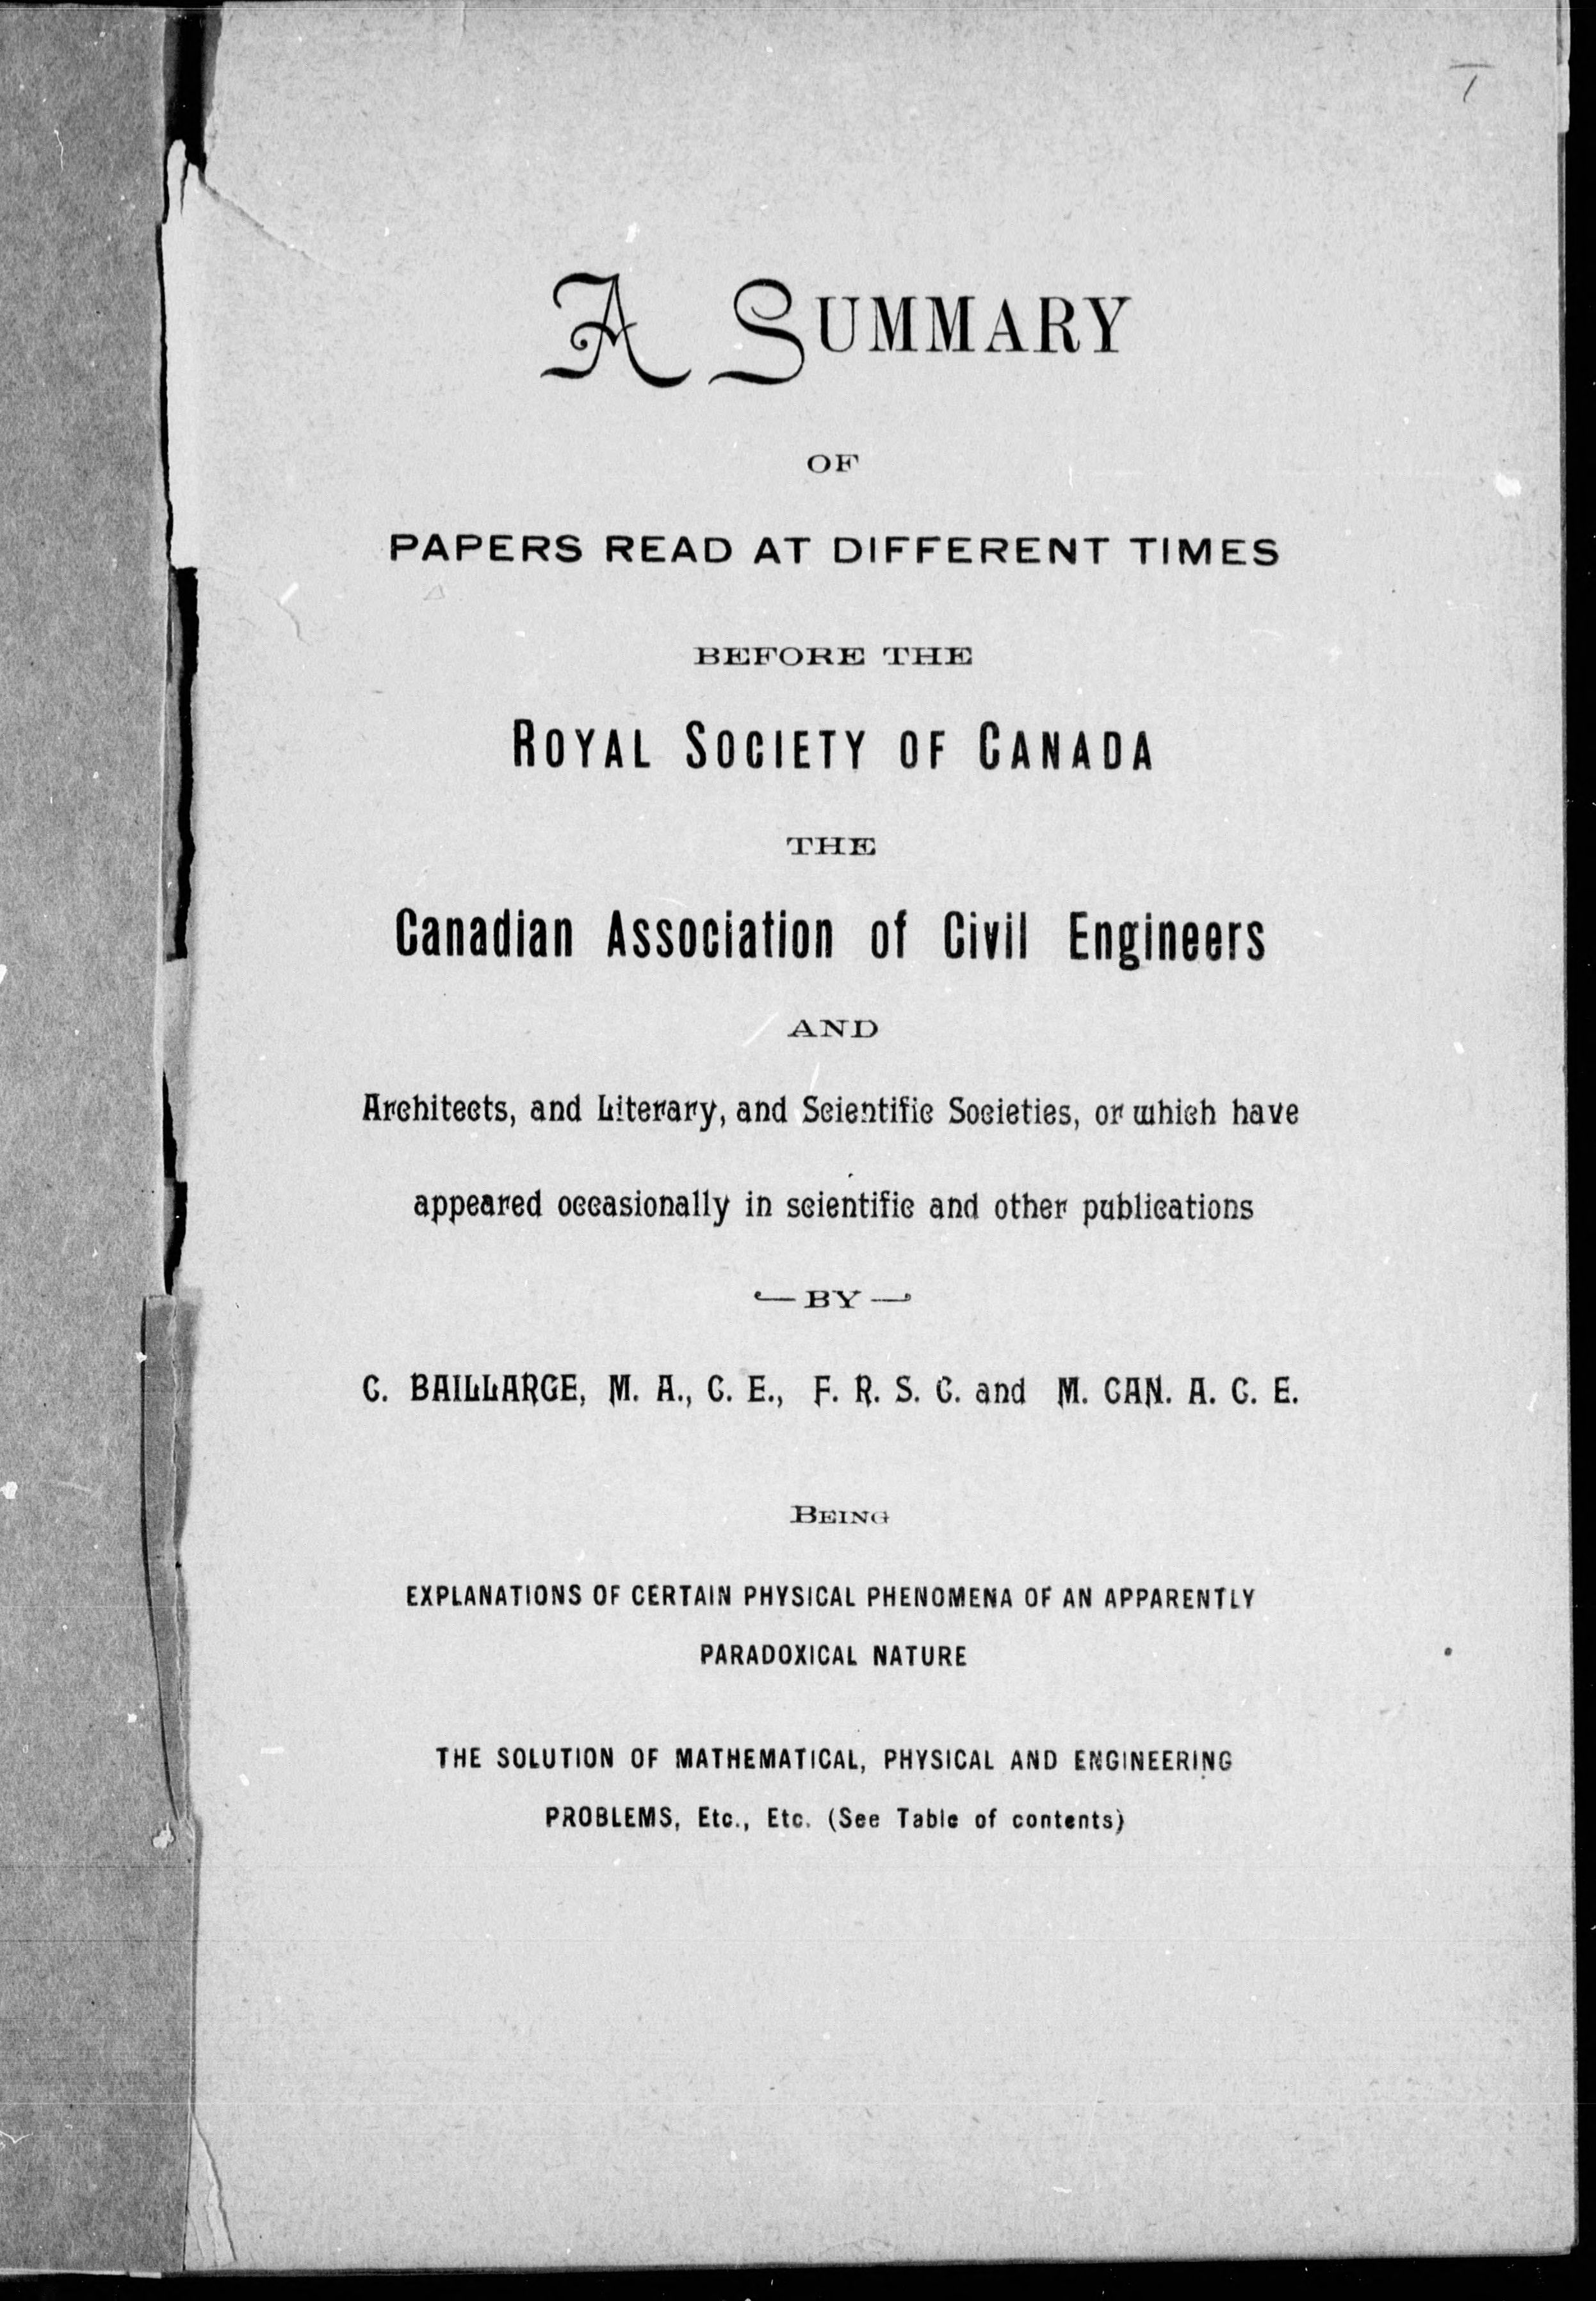 A SUMMARY
OF
PAPERS READ AT DIFFERENT TIMES
BEFORE THE
ROYAL SOCIETY OF CANADA
THE
Canadian Association of Civil Engineers
AND
Architects, and Literary, and Scientific Societies, or which have
appeared occasionally in scientific and other publications
— BY —
C. BAILLARGE, M. A., C. E., F. R. S. C. and M. CAN. A. C. E.
BEING
EXPLANATIONS OF CERTAIN PHYSICAL PHENOMENA OF AN APPARENTLY
PARADOXICAL NATURE
THE SOLUTION OF MATHEMATICAL, PHYSICAL AND ENGINEERING
PROBLEMS, Etc., Etc. (See Table of contents)